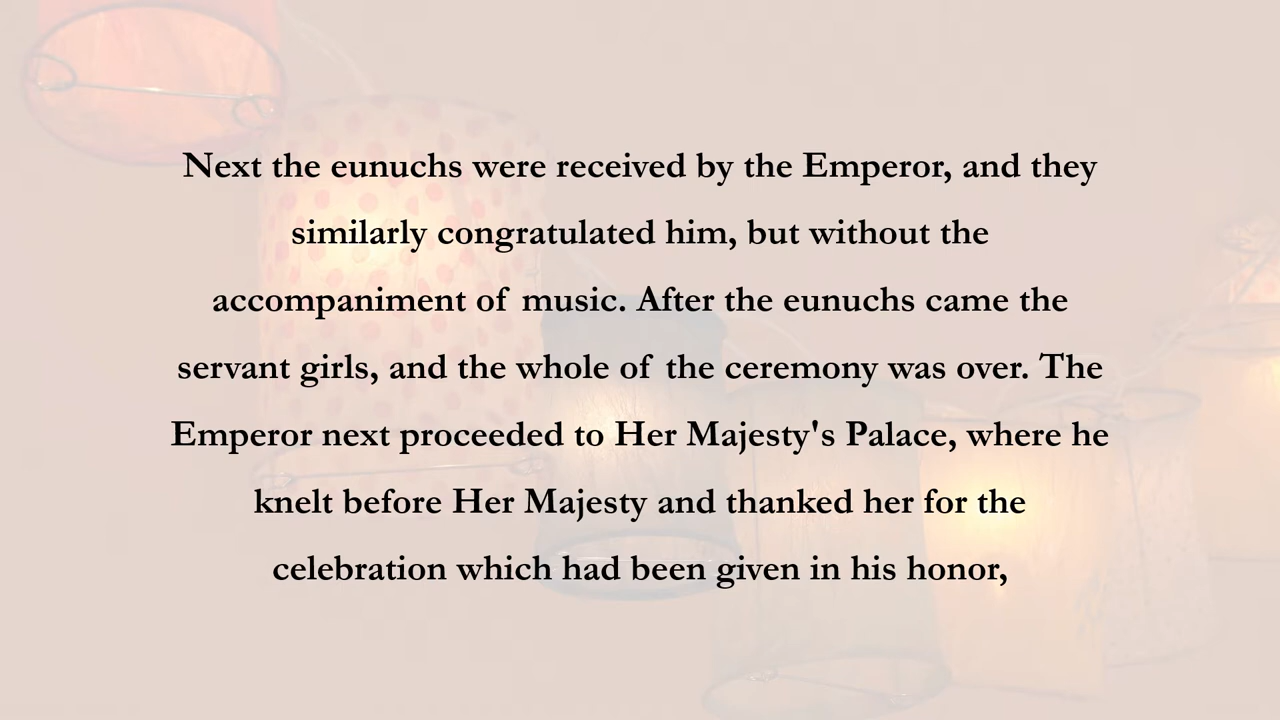 Next the eunuchs were received by the Emperor, and they
similarly congratulated him, but without the
accompaniment of music. After the eunuchs came the
servant girls, and the whole of the ceremony was over. The
Emperor next proceeded to Her Majesty's Palace, where he
knelt before Her Majesty and thanked her for the
celebration which had been given in his honor,